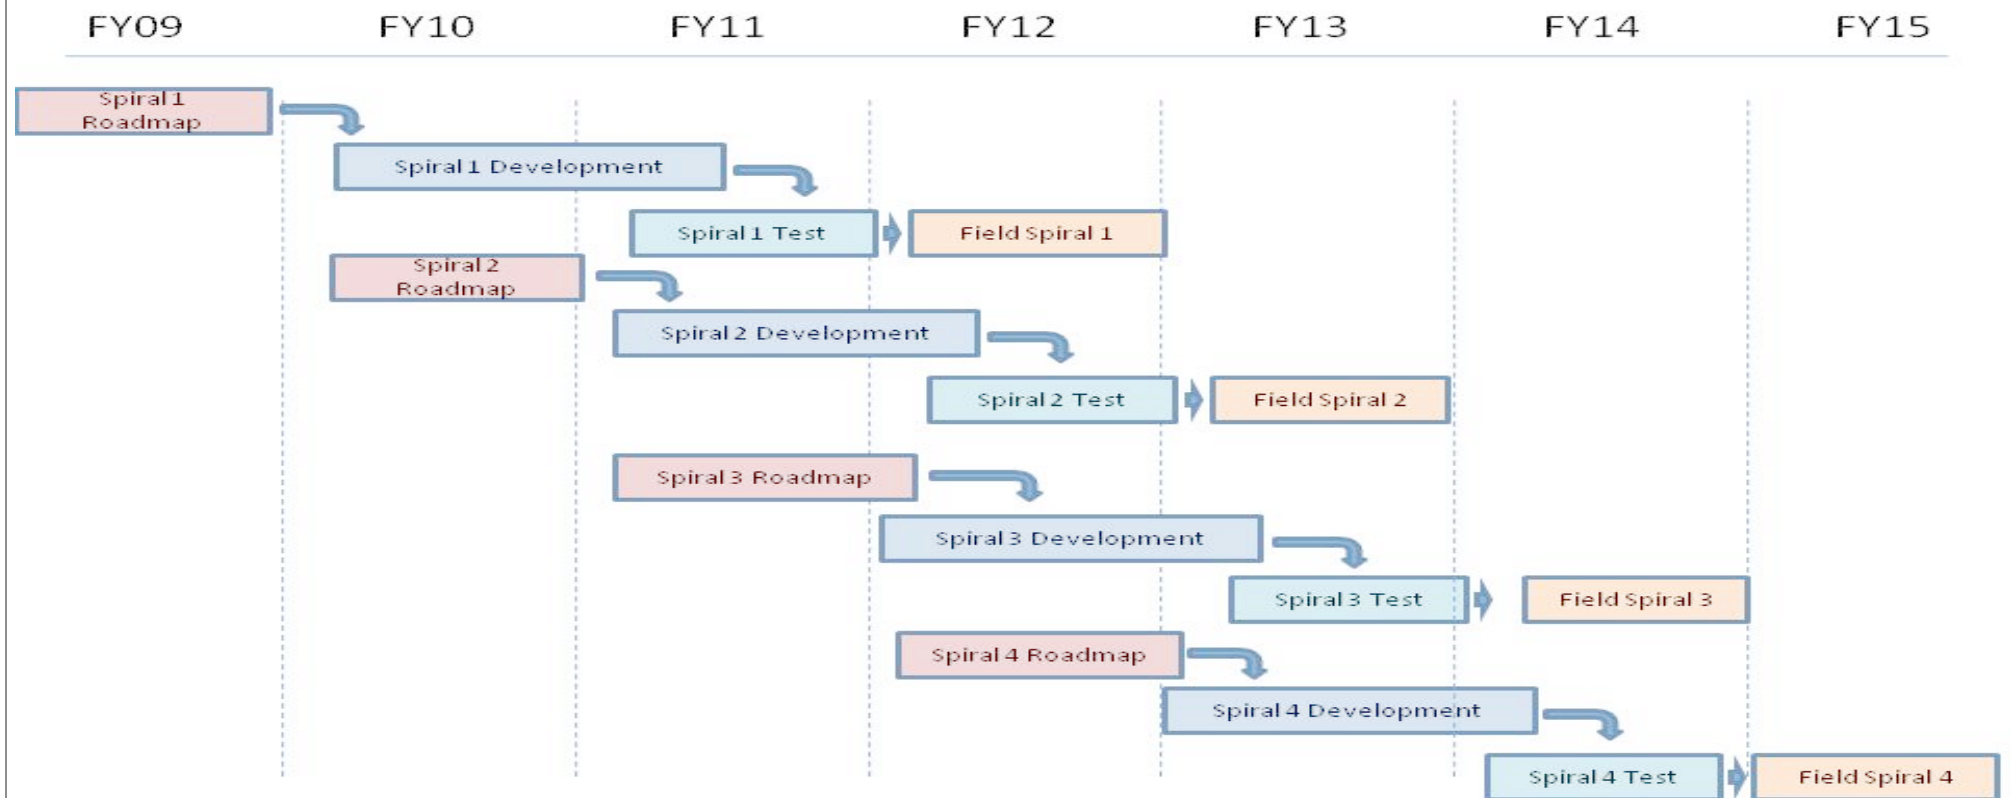 FY09 FY10 FY11 FY12 FY13 FY14 FY15
Spiral 1
Roadmap
Spiral 1 Development
Spiral 1 Test
Field Spiral 1
Spiral 2
Roadmap
Spiral 2 Development
Spiral 2 Test
Field Spiral 2
Spiral 3 Roadmap
Spiral 3 Development
Spiral 3 Test
Field Spiral 3
Spiral 4 Roadmap
Spiral 4 Development
Spiral 4 Test
Field Spiral 4